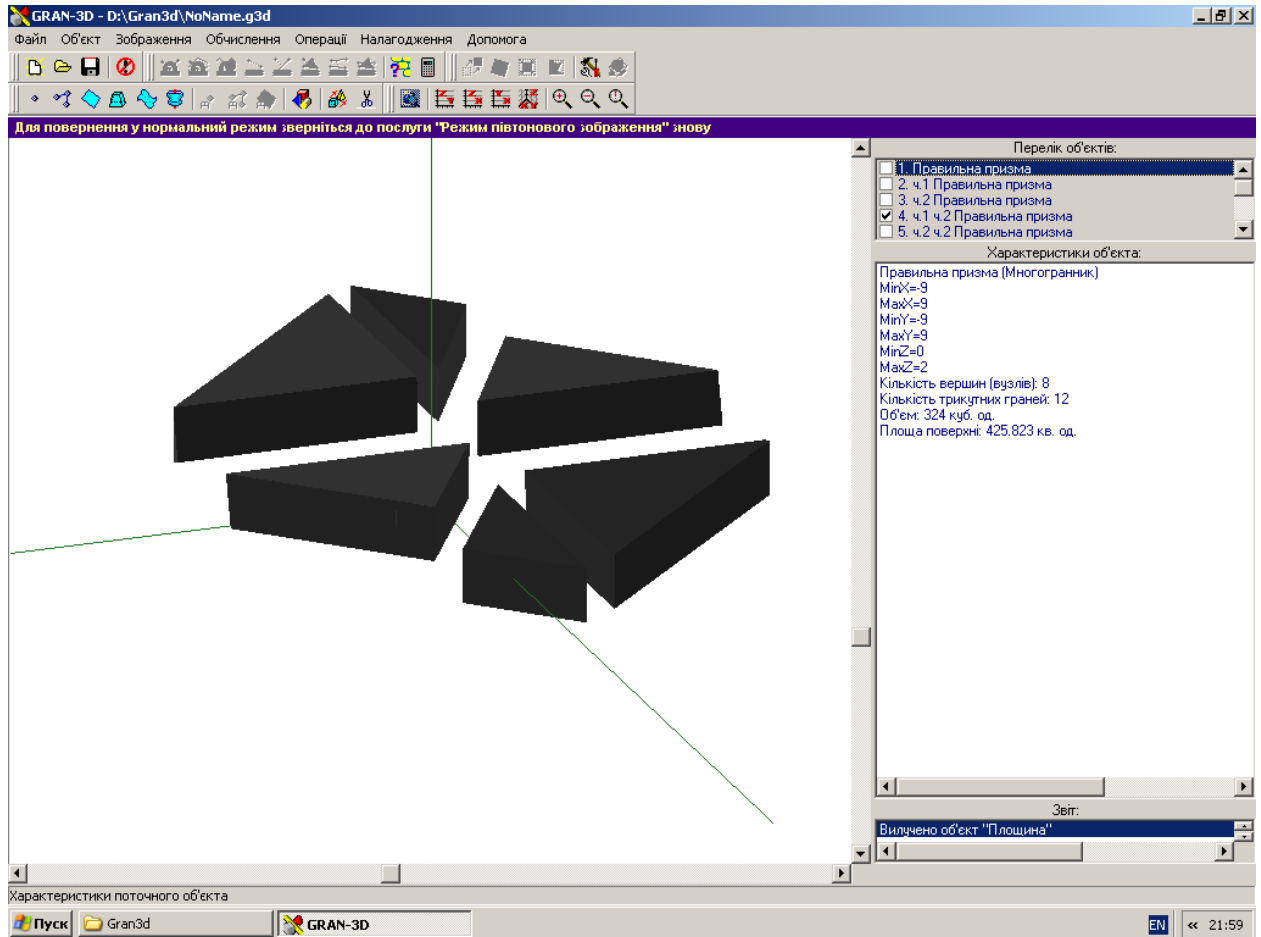 GRAN-3D - D:\Gran3d\NoName.g3d
Файл Об'єкт Зображення Обчислення Операції Налагодження Допомога
Для повернення у нормальний режим зверніться до послуги "Режим півтонового зображення" знову
Перелік об'єктів:
1. Правильна призма
2. ч.1 Правильна призма
3. ч.2 Правильна призма
4. ч.1 ч.2 Правильна призма
5. ч.2 ч.2 Правильна призма
Характеристики об'єкта:
Правильна призма (Многогранник)
MinX=-9
MaxX=9
MinY=-9
MaxY=9
MinZ=0
MaxZ=2
Кількість вершин (вузлів): 8
Кількість трикутних граней: 12
Об'єм: 324 куб. од.
Площа поверхні: 425.823 кв. од.
Звіт:
Вилучено об'єкт "Площина"
Характеристики поточного об'єкта
Пуск Gran3d GRAN-3D EN « 21:59